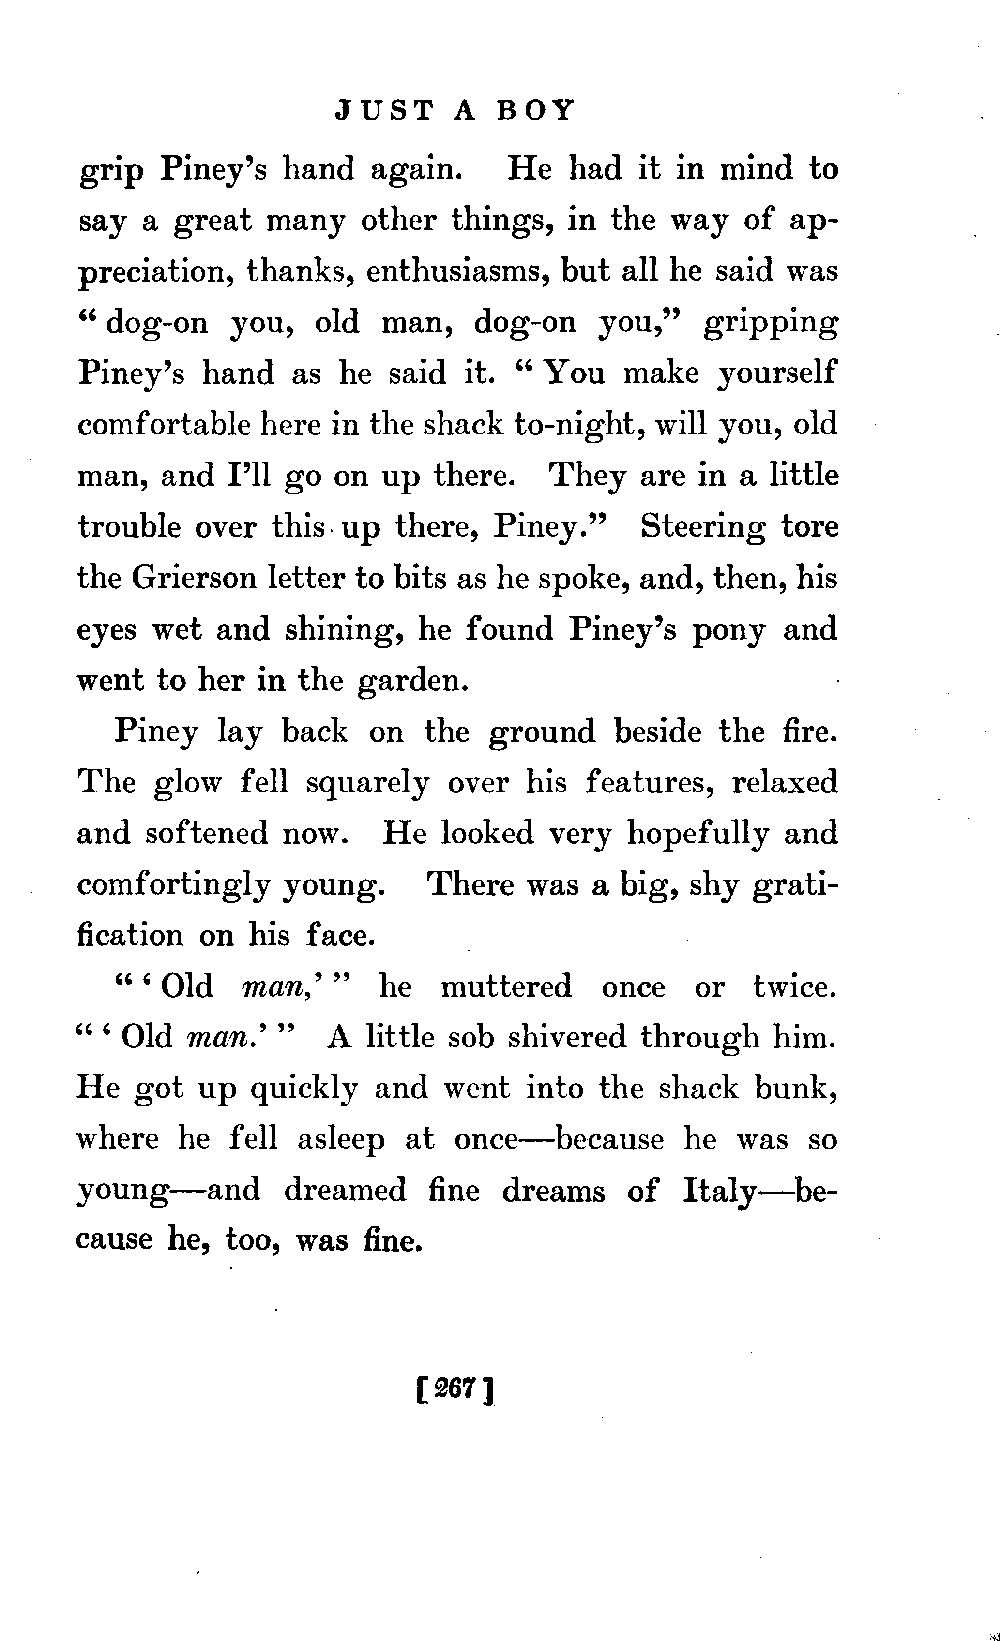 JUST A BOY
grip Piney's hand again. He had it in mind to
say a great many other things, in the way of ap-
preciation, thanks, enthusiasms, but all he said was
“ dog-on you, old man, dog-on you,” gripping
Piney's hand as he said it. “ You make yourself
comfortable here in the shack to-night, will you, old
man, and I'll go on up there. They are in a little
trouble over this up there, Piney.” Steering tore
the Grierson letter to bits as he spoke, and, then, his
eyes wet and shining, he found Piney's pony and
went to her in the garden.
Piney lay back on the ground beside the fire.
The glow fell squarely over his features, relaxed
and softened now. He looked very hopefully and
comfortingly young. There was a big, shy grati-
fication on his face.
“ ‘ Old man,’ ” he muttered once or twice.
“ ‘ Old man.’ ” A little sob shivered through him.
He got up quickly and went into the shack bunk,
where he fell asleep at once—because he was so
young—and dreamed fine dreams of Italy—be-
cause he, too, was fine.
[ 267 ]